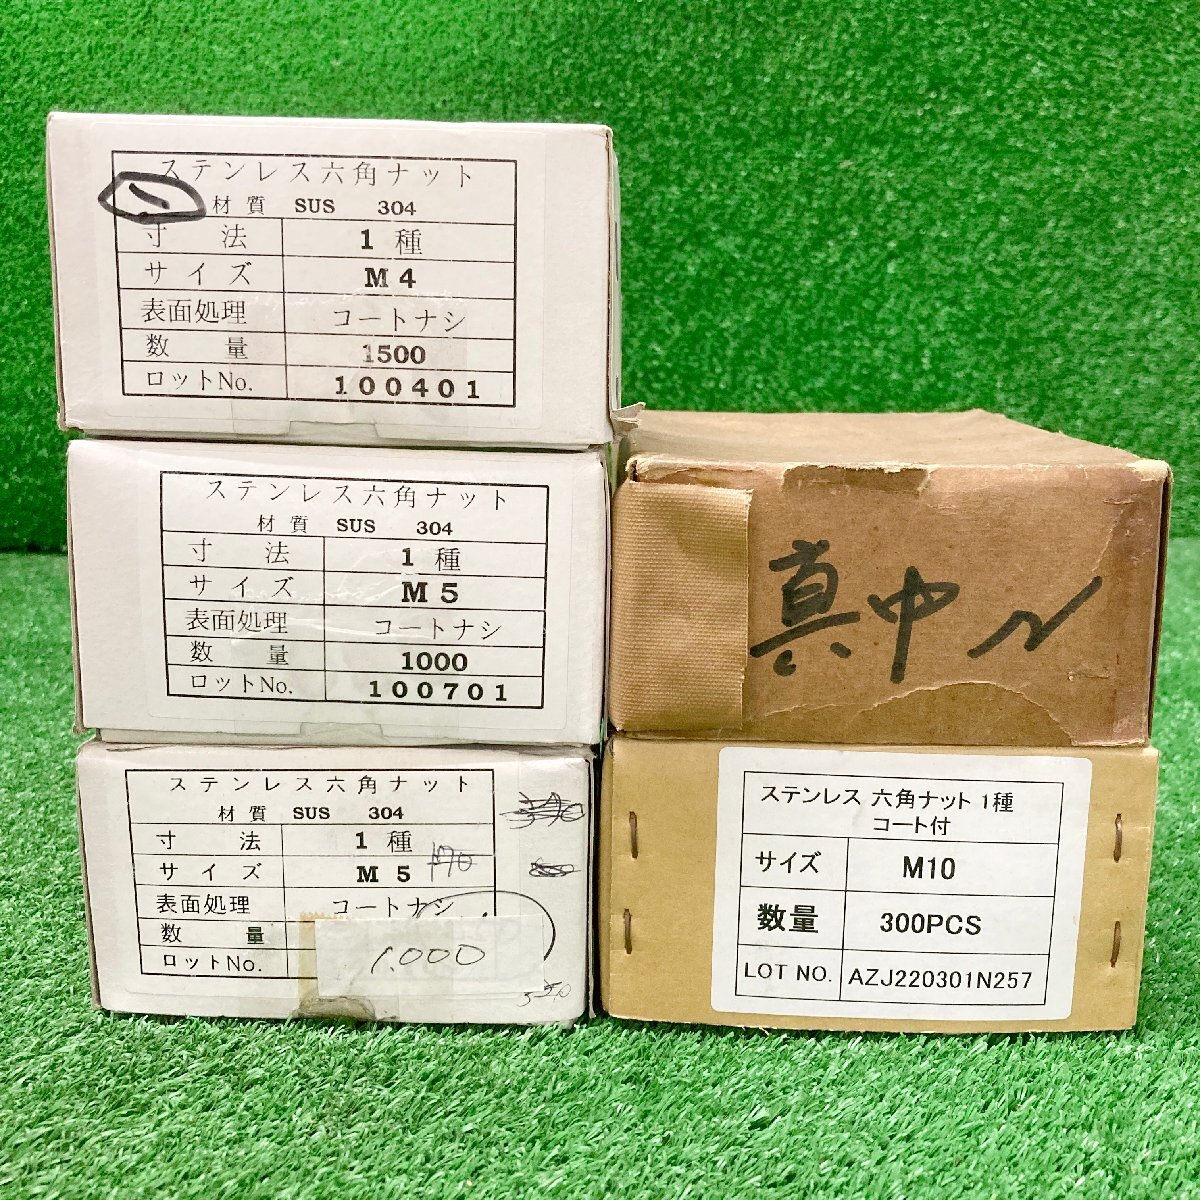 ステンレス六角ナット
材質 SUS 304
寸法 1種
サイズ M4
表面処理 コートナシ
数量 1500
ロットNo. 100401
ステンレス六角ナット
材質 SUS 304
寸法 1種
サイズ M5
表面処理 コートナシ
数量 1000
ロットNo. 100701
ステンレス六角ナット
材質 SUS 304
寸法 1種
サイズ M5
表面処理 コートナシ
数量 1.000
ロットNo.
真中
ステンレス 六角ナット 1種
コート付
サイズ M10
数量 300PCS
LOT NO. AZJ220301N257